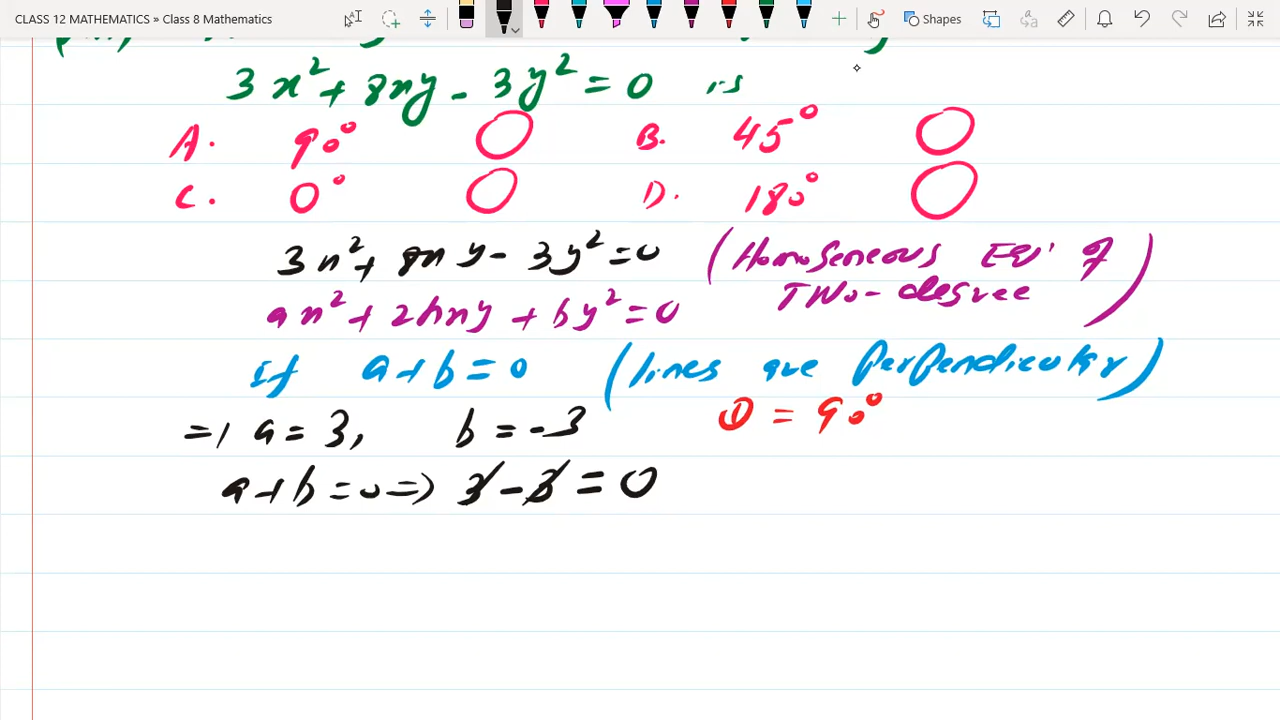 CLASS 12 MATHEMATICS » Class 8 Mathematics
Shapes
3x² + 8xy - 3y² = 0 is
A. 90° B. 45°
C. 0° D. 180°
3x² + 8xy - 3y² = 0 (Homogeneous Eq. of
Two-degree)
ax² + 2hxy + by² = 0
If a+b = 0 (lines are Perpendicular)
=) a = 3, b = -3 θ = 90°
a+b = 0 => 3 - 3 = 0